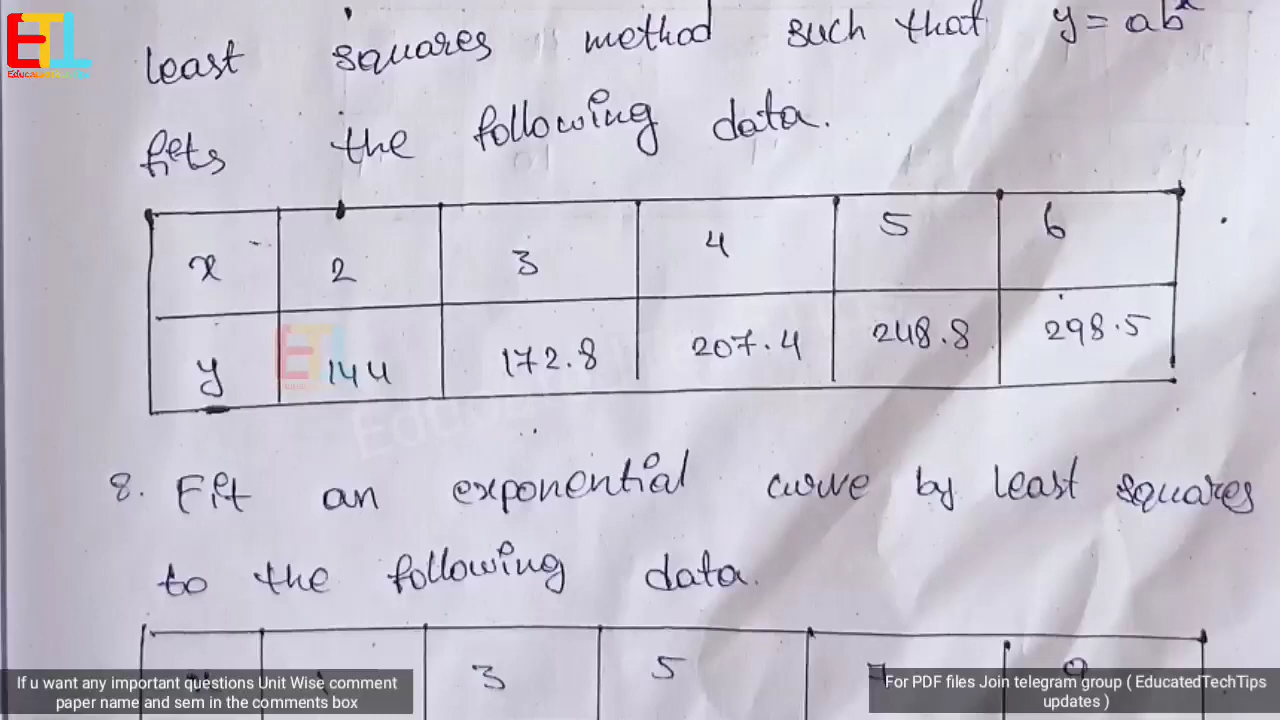 ETL
least squares method such that y = ab^x
fits the following data.
x 2 3 4 5 6
y 144 172.8 207.4 248.8 298.5
8. Fit an exponential curve by least squares
to the following data.
3 5
If u want any important questions Unit Wise comment
paper name and sem in the comments box
For PDF files Join telegram group ( EducatedTechTips
updates )